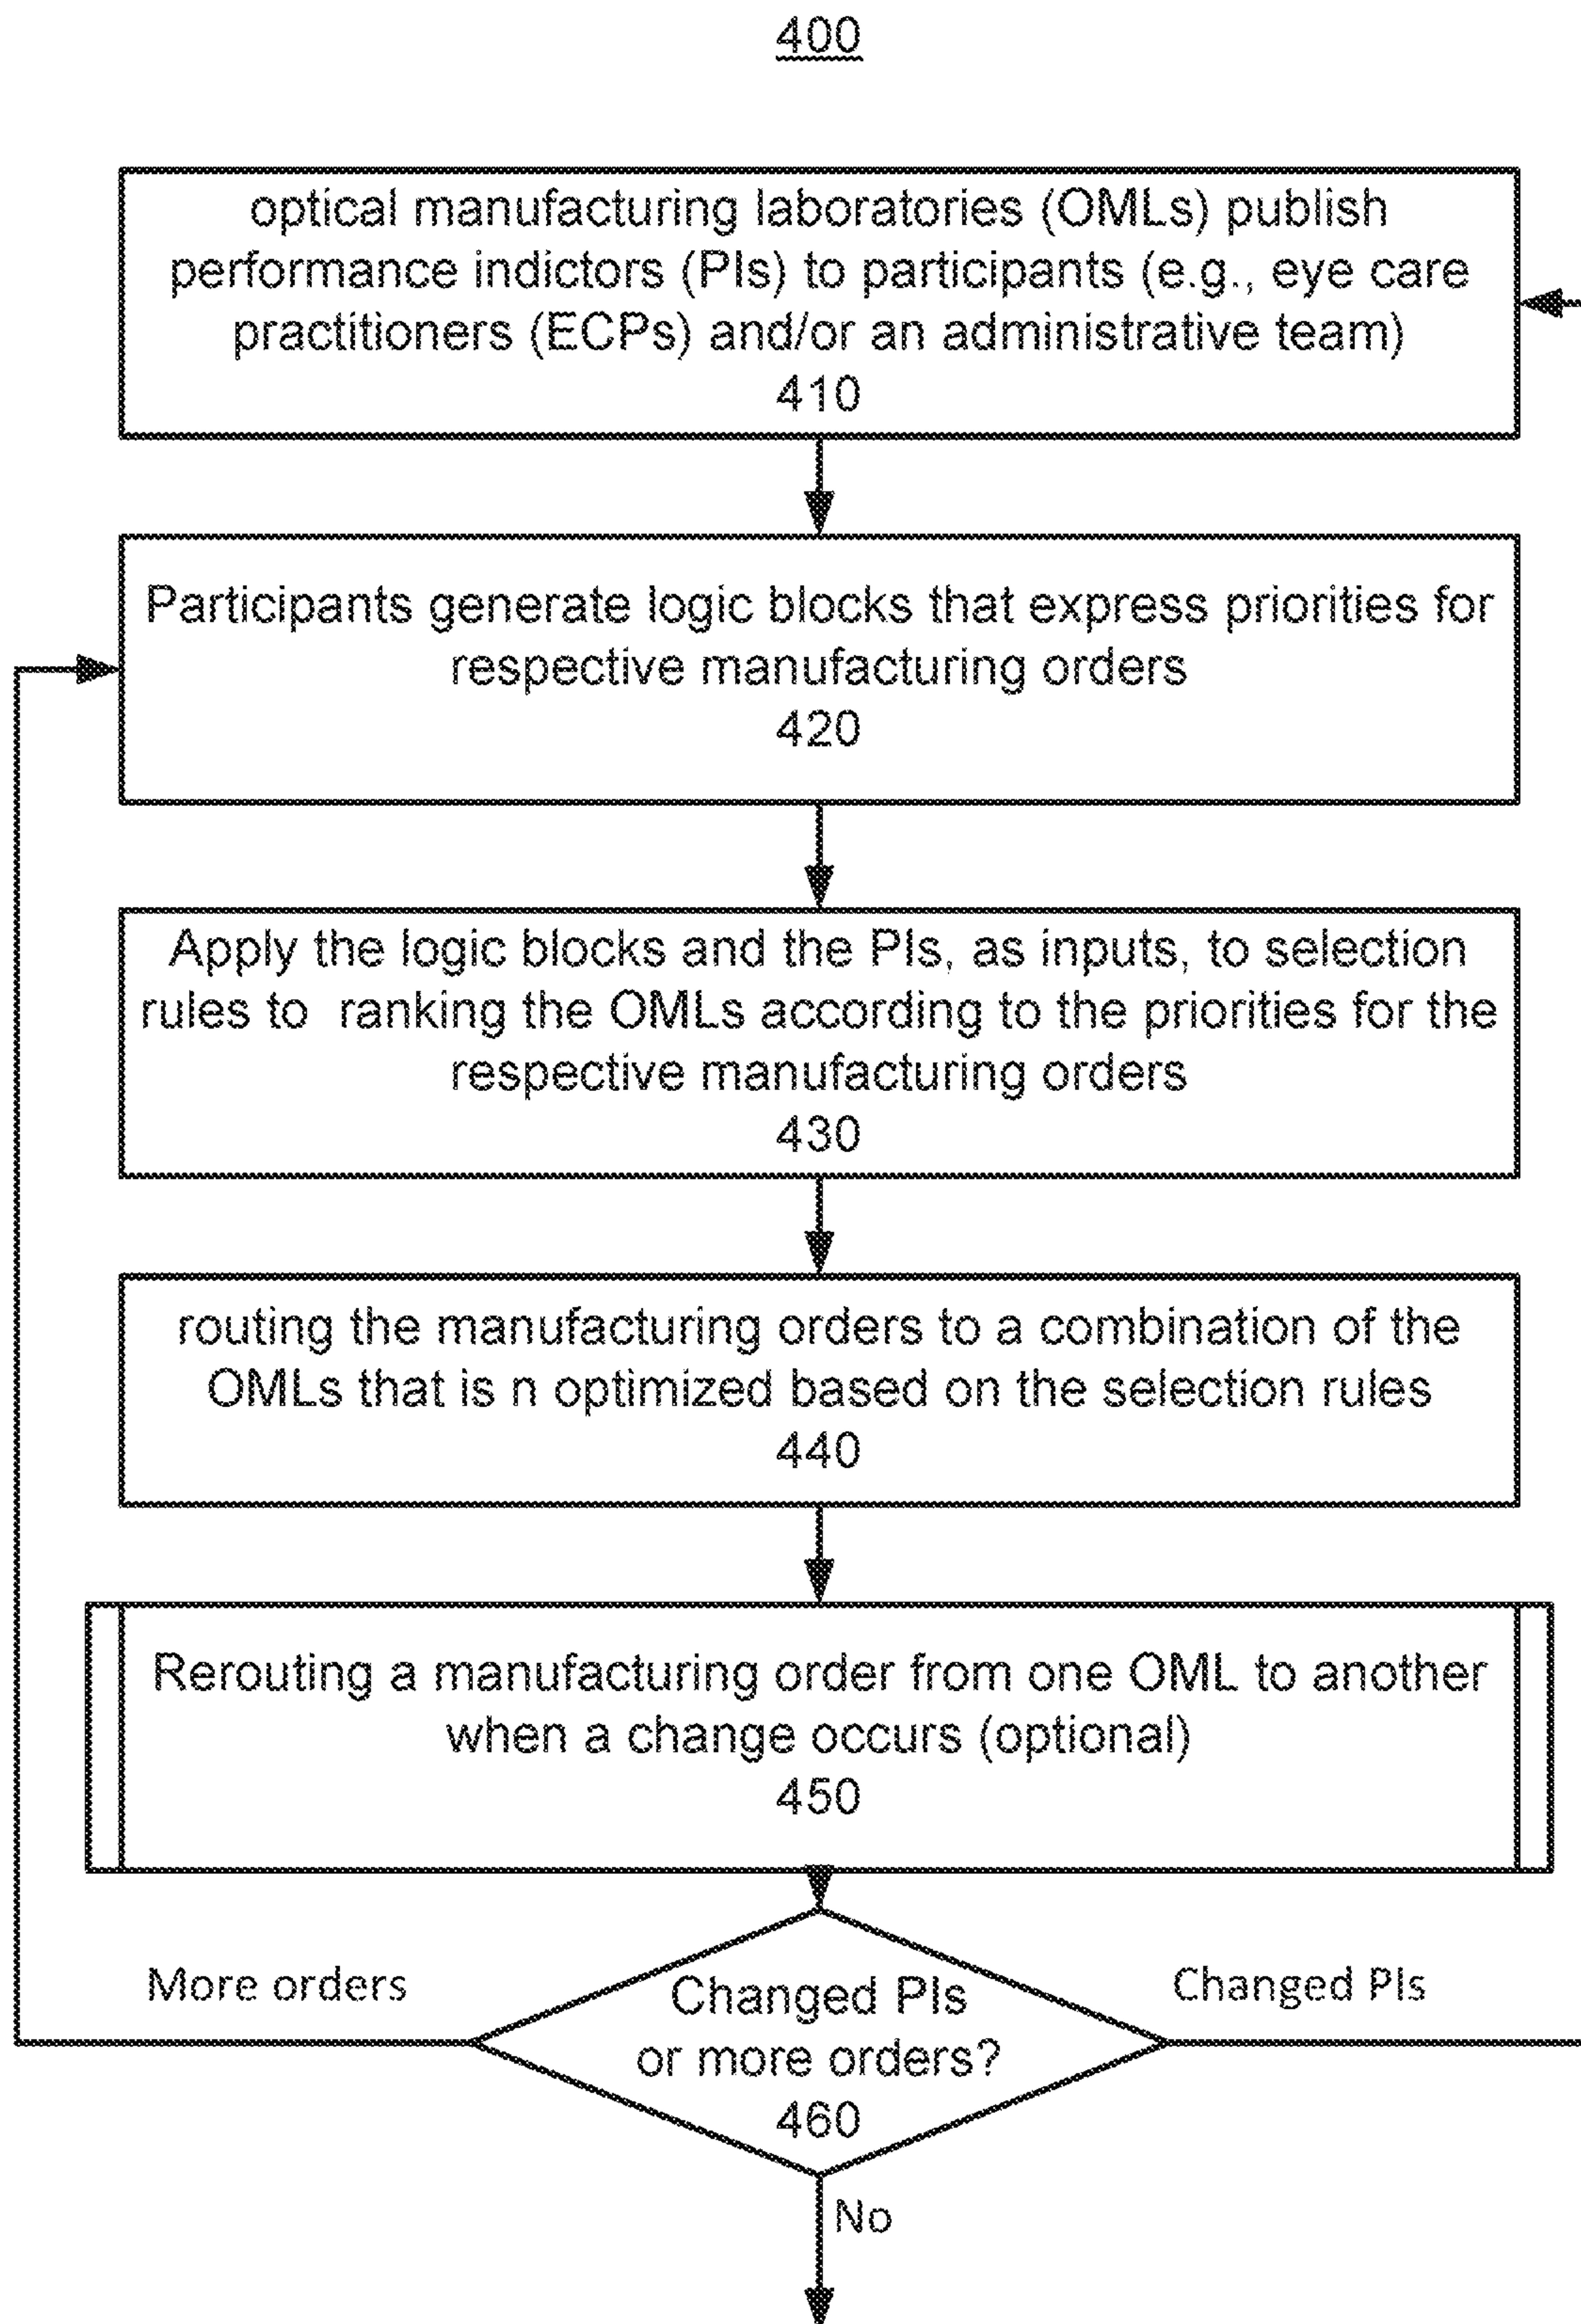 400
optical manufacturing laboratories (OMLs) publish
performance indictors (PIs) to participants (e.g., eye care
practitioners (ECPs) and/or an administrative team)
410
Participants generate logic blocks that express priorities for
respective manufacturing orders
420
Apply the logic blocks and the PIs, as inputs, to selection
rules to  ranking the OMLs according to the priorities for the
respective manufacturing orders
430
routing the manufacturing orders to a combination of the
OMLs that is n optimized based on the selection rules
440
Rerouting a manufacturing order from one OML to another
when a change occurs (optional)
450
More orders
Changed PIs
Changed PIs
or more orders?
460
No